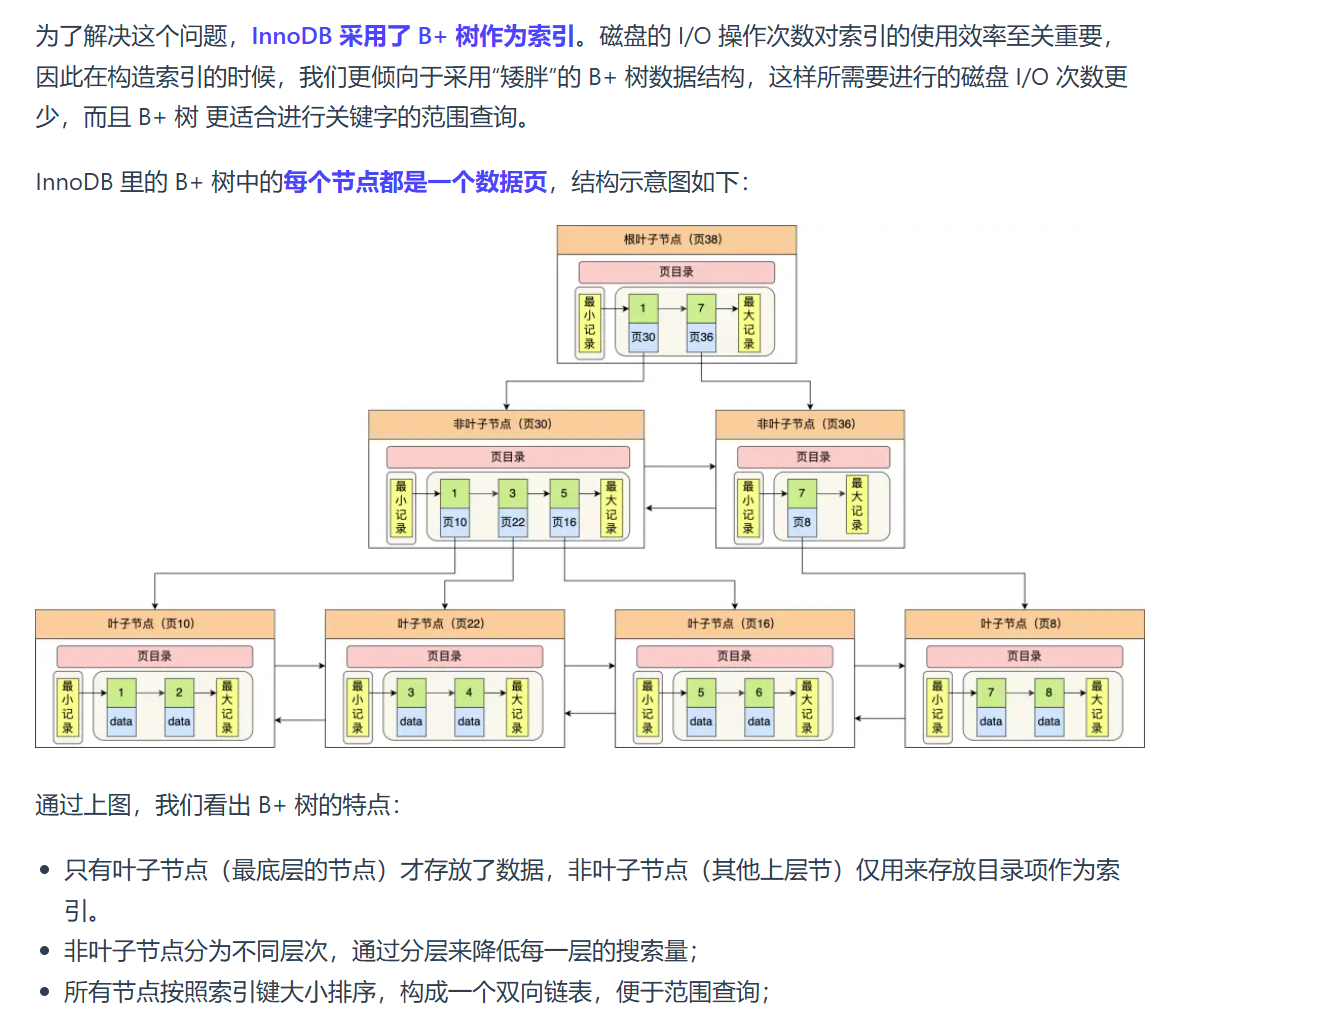 为了解决这个问题，InnoDB 采用了 B+ 树作为索引。磁盘的 I/O 操作次数对索引的使用效率至关重要，
因此在构造索引的时候，我们更倾向于采用“矮胖”的 B+ 树数据结构，这样所需要进行的磁盘 I/O 次数更
少，而且 B+ 树 更适合进行关键字的范围查询。
InnoDB 里的 B+ 树中的每个节点都是一个数据页，结构示意图如下：
根叶子节点（页38）
页目录
最小记录
1
7
最大记录
页30
页36
非叶子节点（页30）
页目录
最小记录
1
3
5
最大记录
页10
页22
页16
非叶子节点（页36）
页目录
最小记录
7
最大记录
页8
叶子节点（页10）
页目录
最小记录
1
2
最大记录
data
data
叶子节点（页22）
页目录
最小记录
3
4
最大记录
data
data
叶子节点（页16）
页目录
最小记录
5
6
最大记录
data
data
叶子节点（页8）
页目录
最小记录
7
8
最大记录
data
data
通过上图，我们看出 B+ 树的特点：
只有叶子节点（最底层的节点）才存放了数据，非叶子节点（其他上层节）仅用来存放目录项作为索
引。
非叶子节点分为不同层次，通过分层来降低每一层的搜索量；
所有节点按照索引键大小排序，构成一个双向链表，便于范围查询；